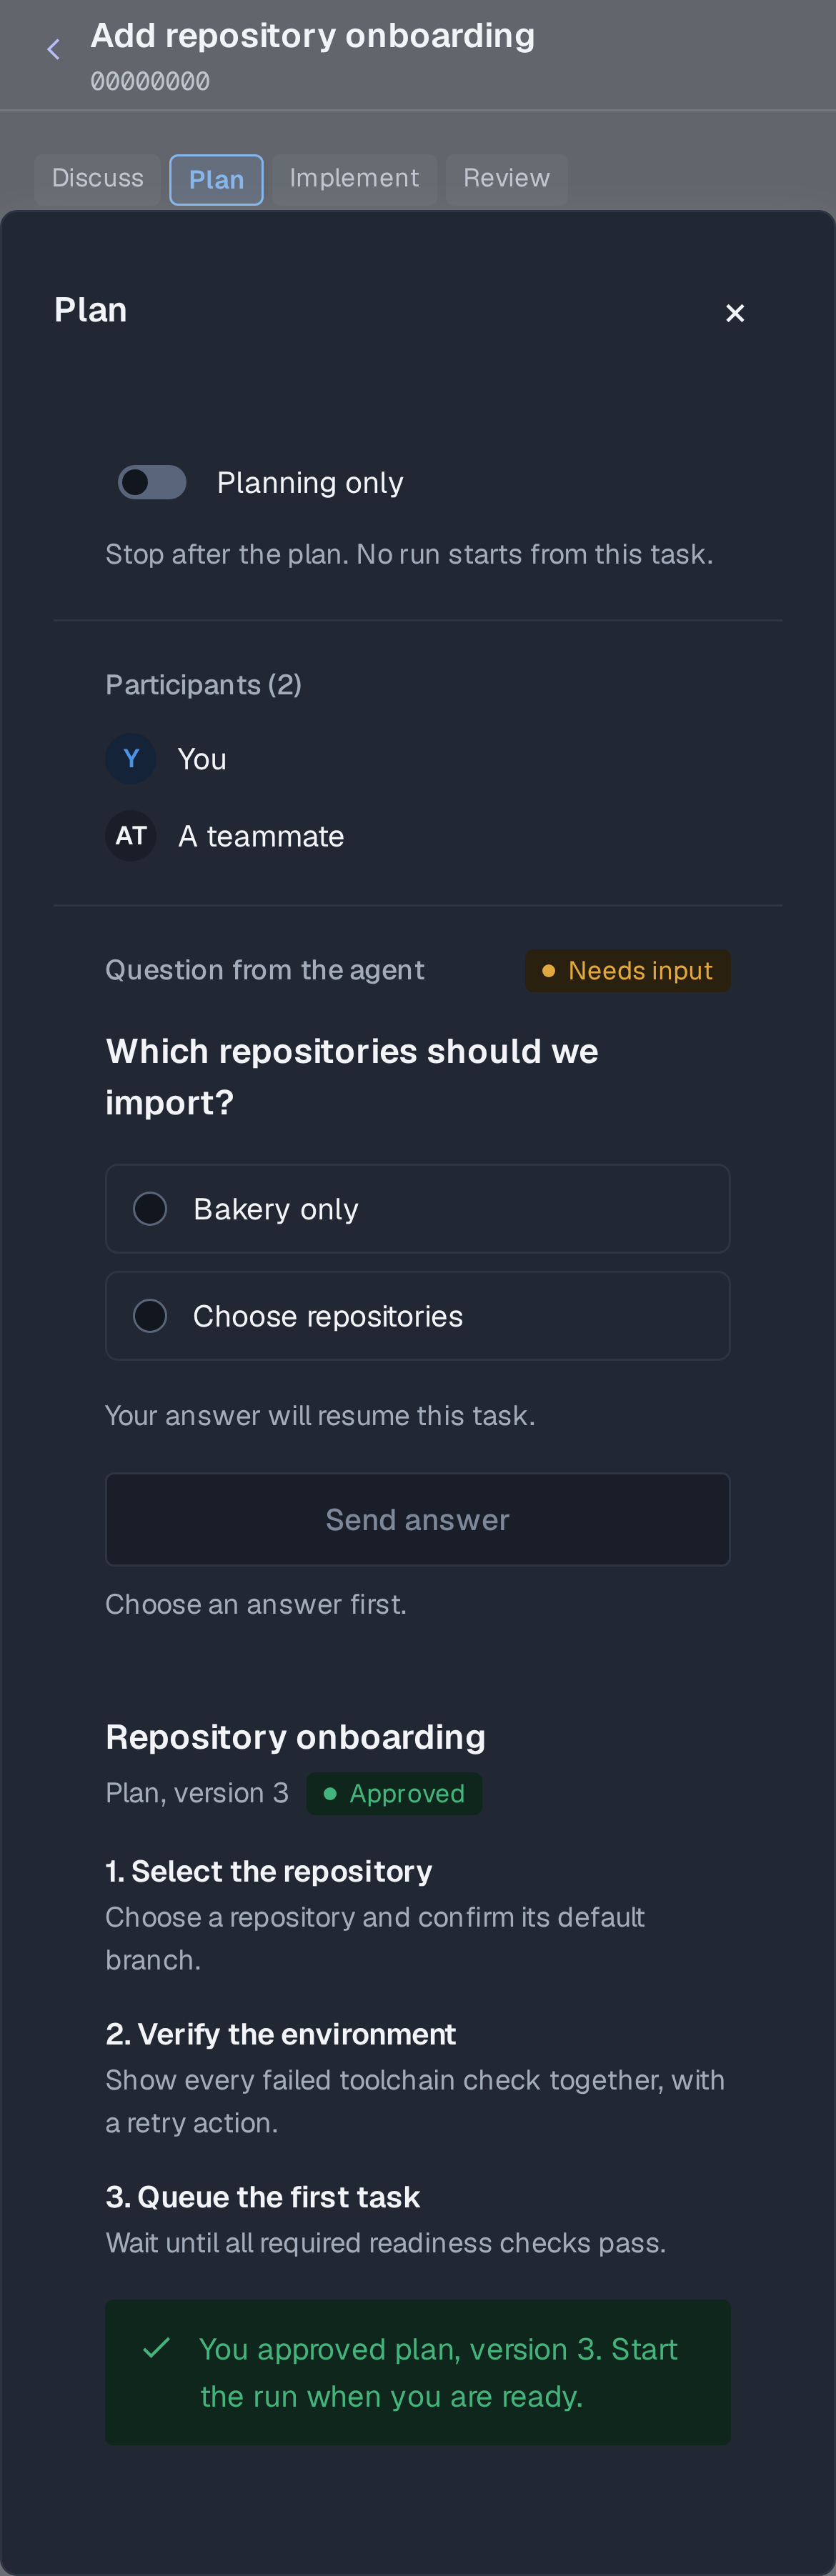 Add repository onboarding
00000000
Discuss
Plan
Implement
Review
Plan
Planning only
Stop after the plan. No run starts from this task.
Participants (2)
Y
You
AT
A teammate
Question from the agent
Needs input
Which repositories should we
import?
Bakery only
Choose repositories
Your answer will resume this task.
Send answer
Choose an answer first.
Repository onboarding
Plan, version 3
Approved
1. Select the repository
Choose a repository and confirm its default
branch.
2. Verify the environment
Show every failed toolchain check together, with
a retry action.
3. Queue the first task
Wait until all required readiness checks pass.
You approved plan, version 3. Start
the run when you are ready.